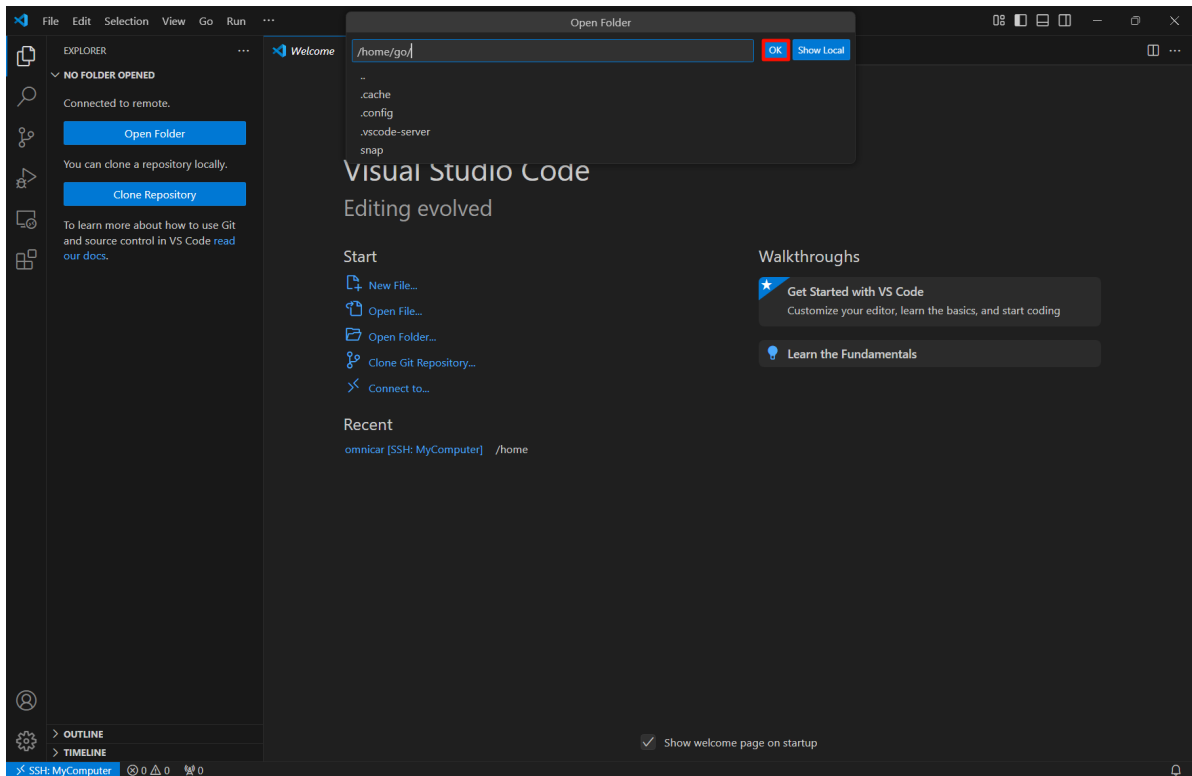 File Edit Selection View Go Run ···
Open Folder
EXPLORER ···
Welcome
/home/go/
OK
Show Local
NO FOLDER OPENED
..
.cache
.config
.vscode-server
snap
Connected to remote.
Open Folder
You can clone a repository locally.
Clone Repository
To learn more about how to use Git
and source control in VS Code read
our docs.
Visual Studio Code
Editing evolved
Start
New File...
Open File...
Open Folder...
Clone Git Repository...
Connect to...
Recent
omnicar [SSH: MyComputer] /home
Walkthroughs
Get Started with VS Code
Customize your editor, learn the basics, and start coding
Learn the Fundamentals
OUTLINE
TIMELINE
Show welcome page on startup
SSH: MyComputer 0 0 0